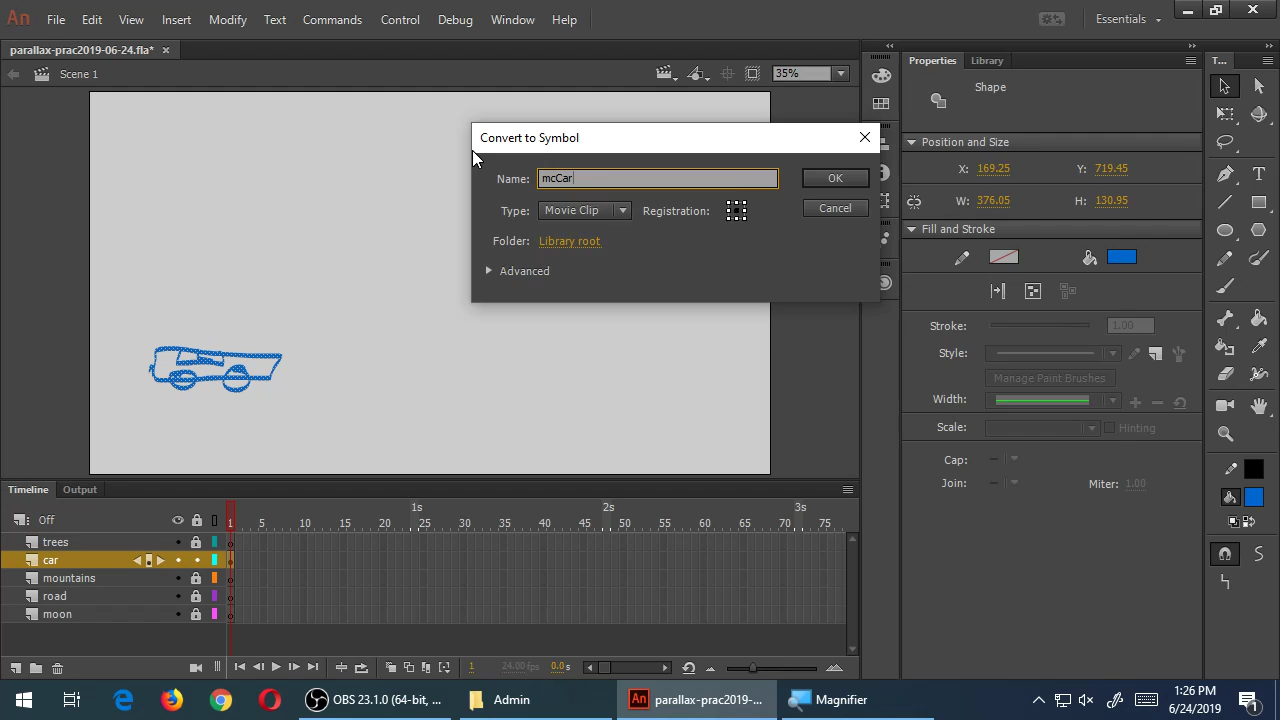 An File Edit View Insert Modify Text Commands Control Debug Window Help Essentials
parallax-prac2019-06-24.fla*
Scene 1 35%
Properties Library T...
Shape
Position and Size
X: 169.25 Y: 719.45
W: 376.05 H: 130.95
Fill and Stroke
Stroke: 1.00
Style:
Manage Paint Brushes
Width:
Scale: Hinting
Cap:
Join: Miter: 1.00
Convert to Symbol
Name: mcCar OK
Type: Movie Clip Registration: Cancel
Folder: Library root
Advanced
Timeline Output
1s 2s 3s
Off 1 5 10 15 20 25 30 35 40 45 50 55 60 65 70 75
trees
car
mountains
road
moon
1 24.00 fps 0.0 s
OBS 23.1.0 (64-bit, ... Admin An parallax-prac2019-... Magnifier
1:26 PM
6/24/2019
1